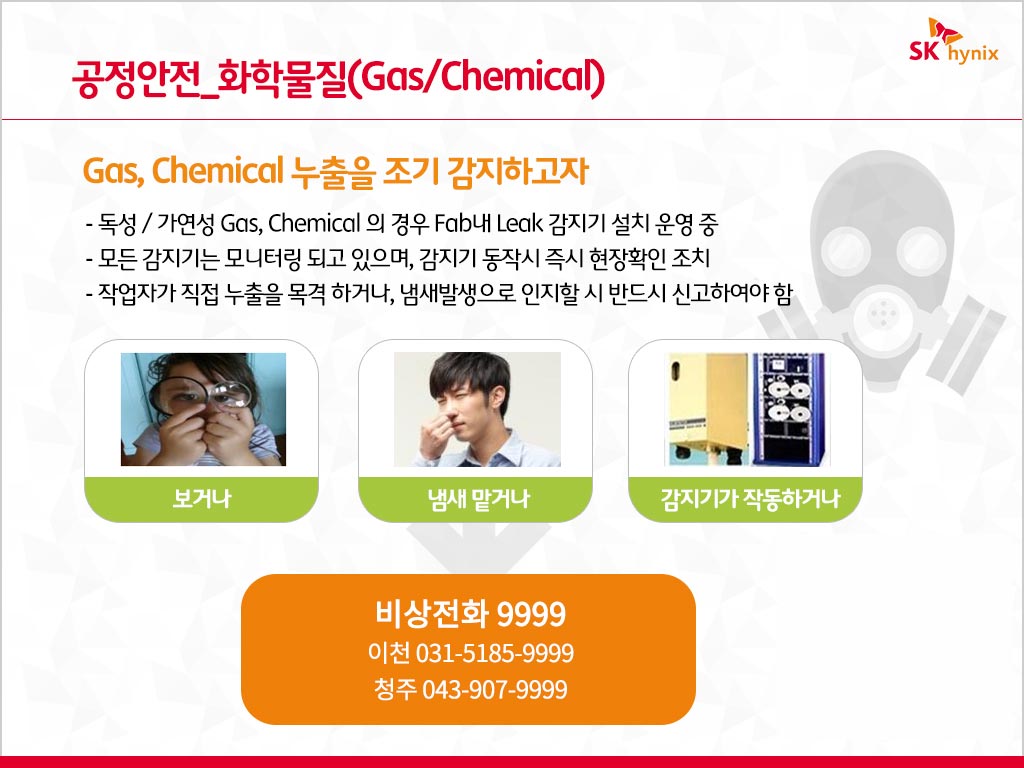 SK hynix
공정안전_화학물질(Gas/Chemical)
Gas, Chemical 누출을 조기 감지하고자
- 독성 / 가연성 Gas, Chemical 의 경우 Fab내 Leak 감지기 설치 운영 중
- 모든 감지기는 모니터링 되고 있으며, 감지기 동작시 즉시 현장확인 조치
- 작업자가 직접 누출을 목격 하거나, 냄새발생으로 인지할 시 반드시 신고하여야 함
보거나
냄새 맡거나
감지기가 작동하거나
비상전화 9999
이천 031-5185-9999
청주 043-907-9999